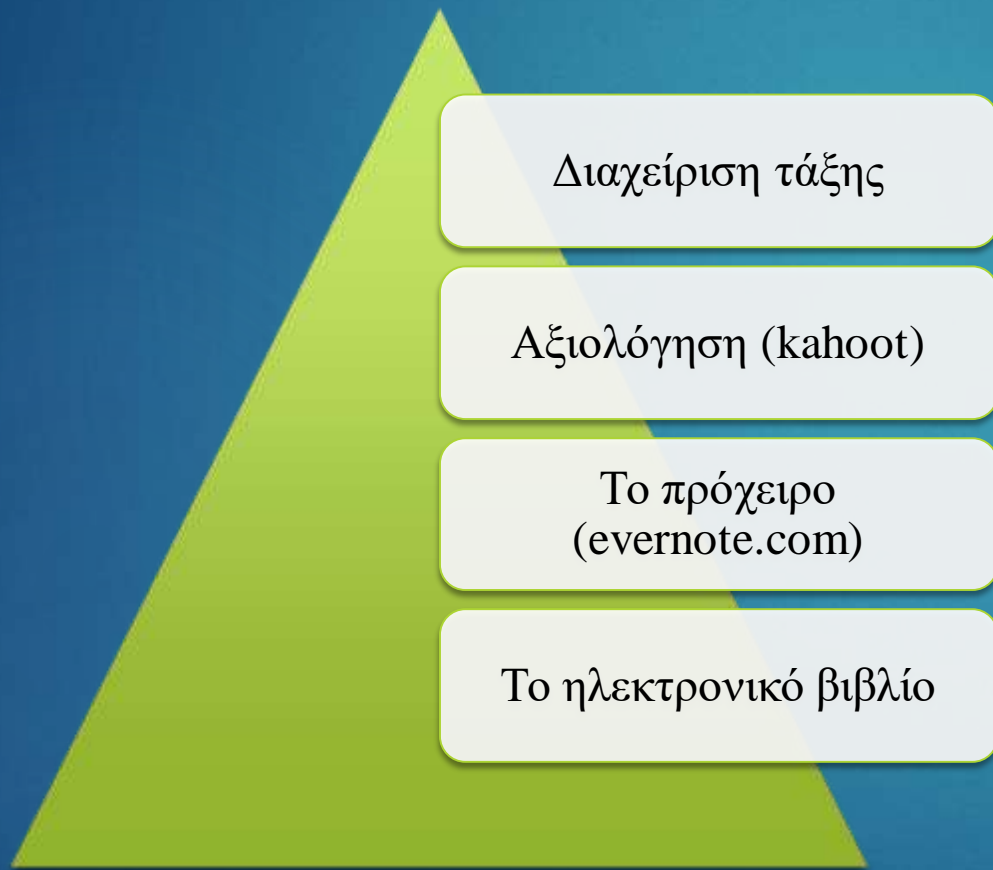 Διαχείριση τάξης
Αξιολόγηση (kahoot)
Το πρόχειρο
(evernote.com)
Το ηλεκτρονικό βιβλίο